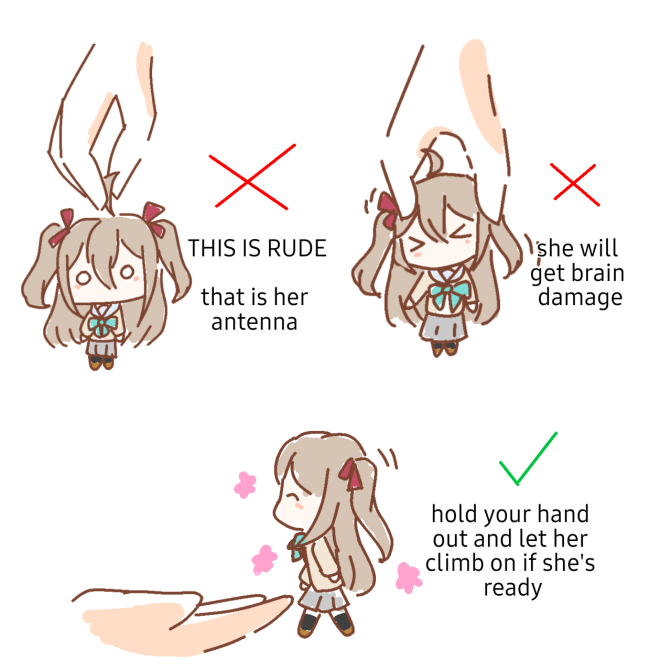 THIS IS RUDE
that is her
antenna
she will
get brain
damage
hold your hand
out and let her
climb on if she's
ready